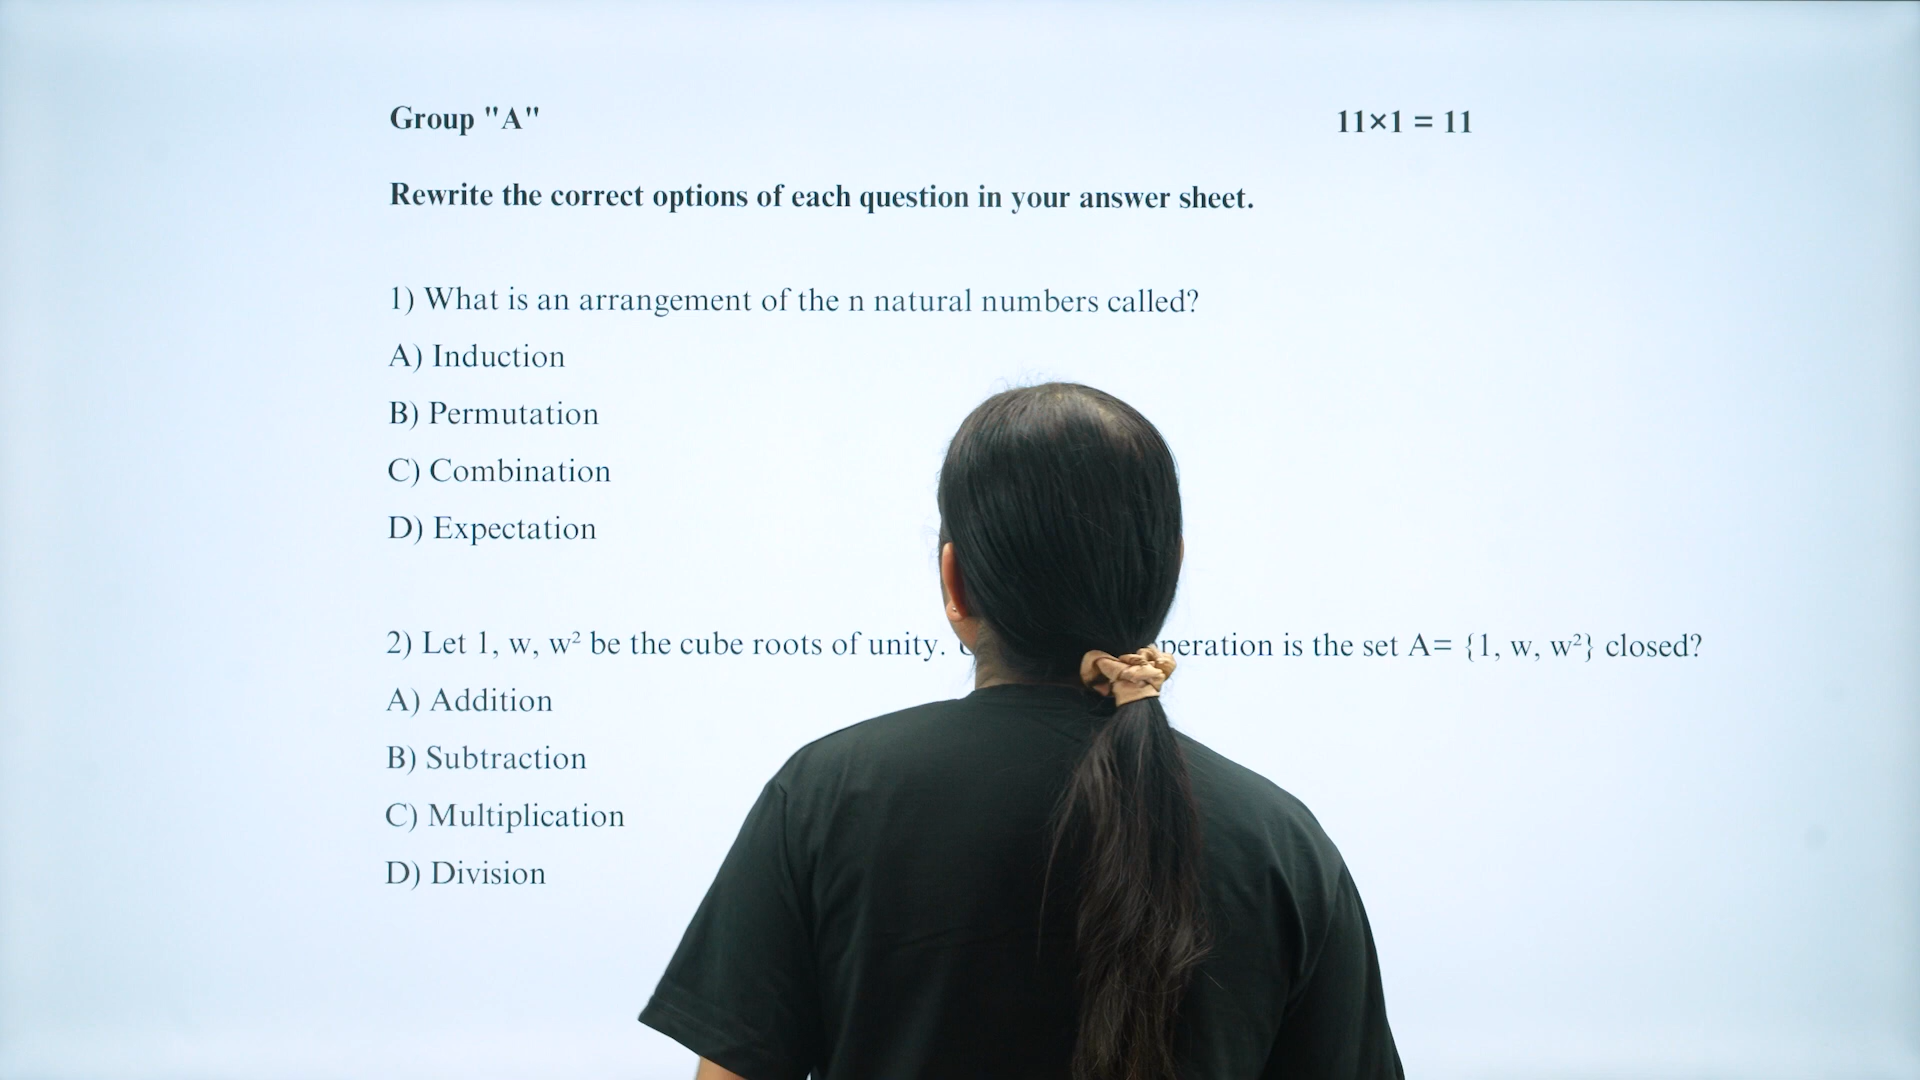 Group "A" 11×1 = 11
Rewrite the correct options of each question in your answer sheet.
1) What is an arrangement of the n natural numbers called?
A) Induction
B) Permutation
C) Combination
D) Expectation
2) Let 1, w, w² be the cube roots of unity. is the set A= {1, w, w²} closed?
A) Addition
B) Subtraction
C) Multiplication
D) Division